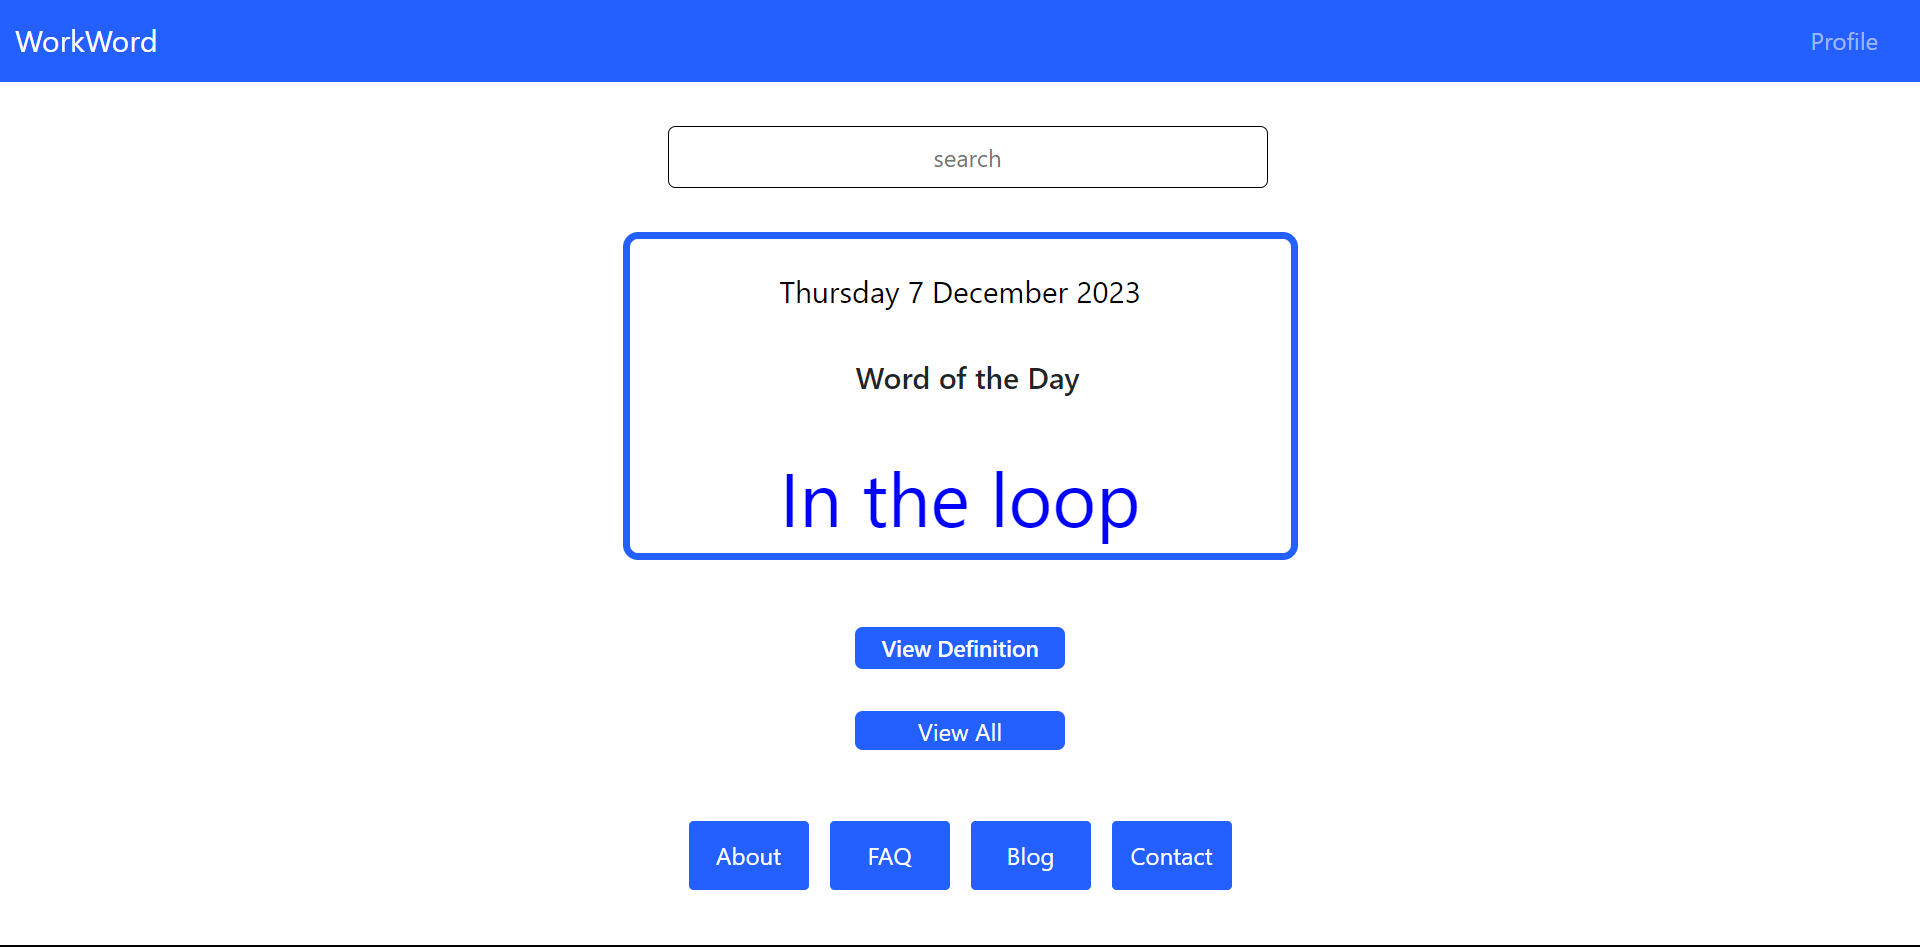 WorkWord
Profile
search
Thursday 7 December 2023
Word of the Day
In the loop
View Definition
View All
About
FAQ
Blog
Contact